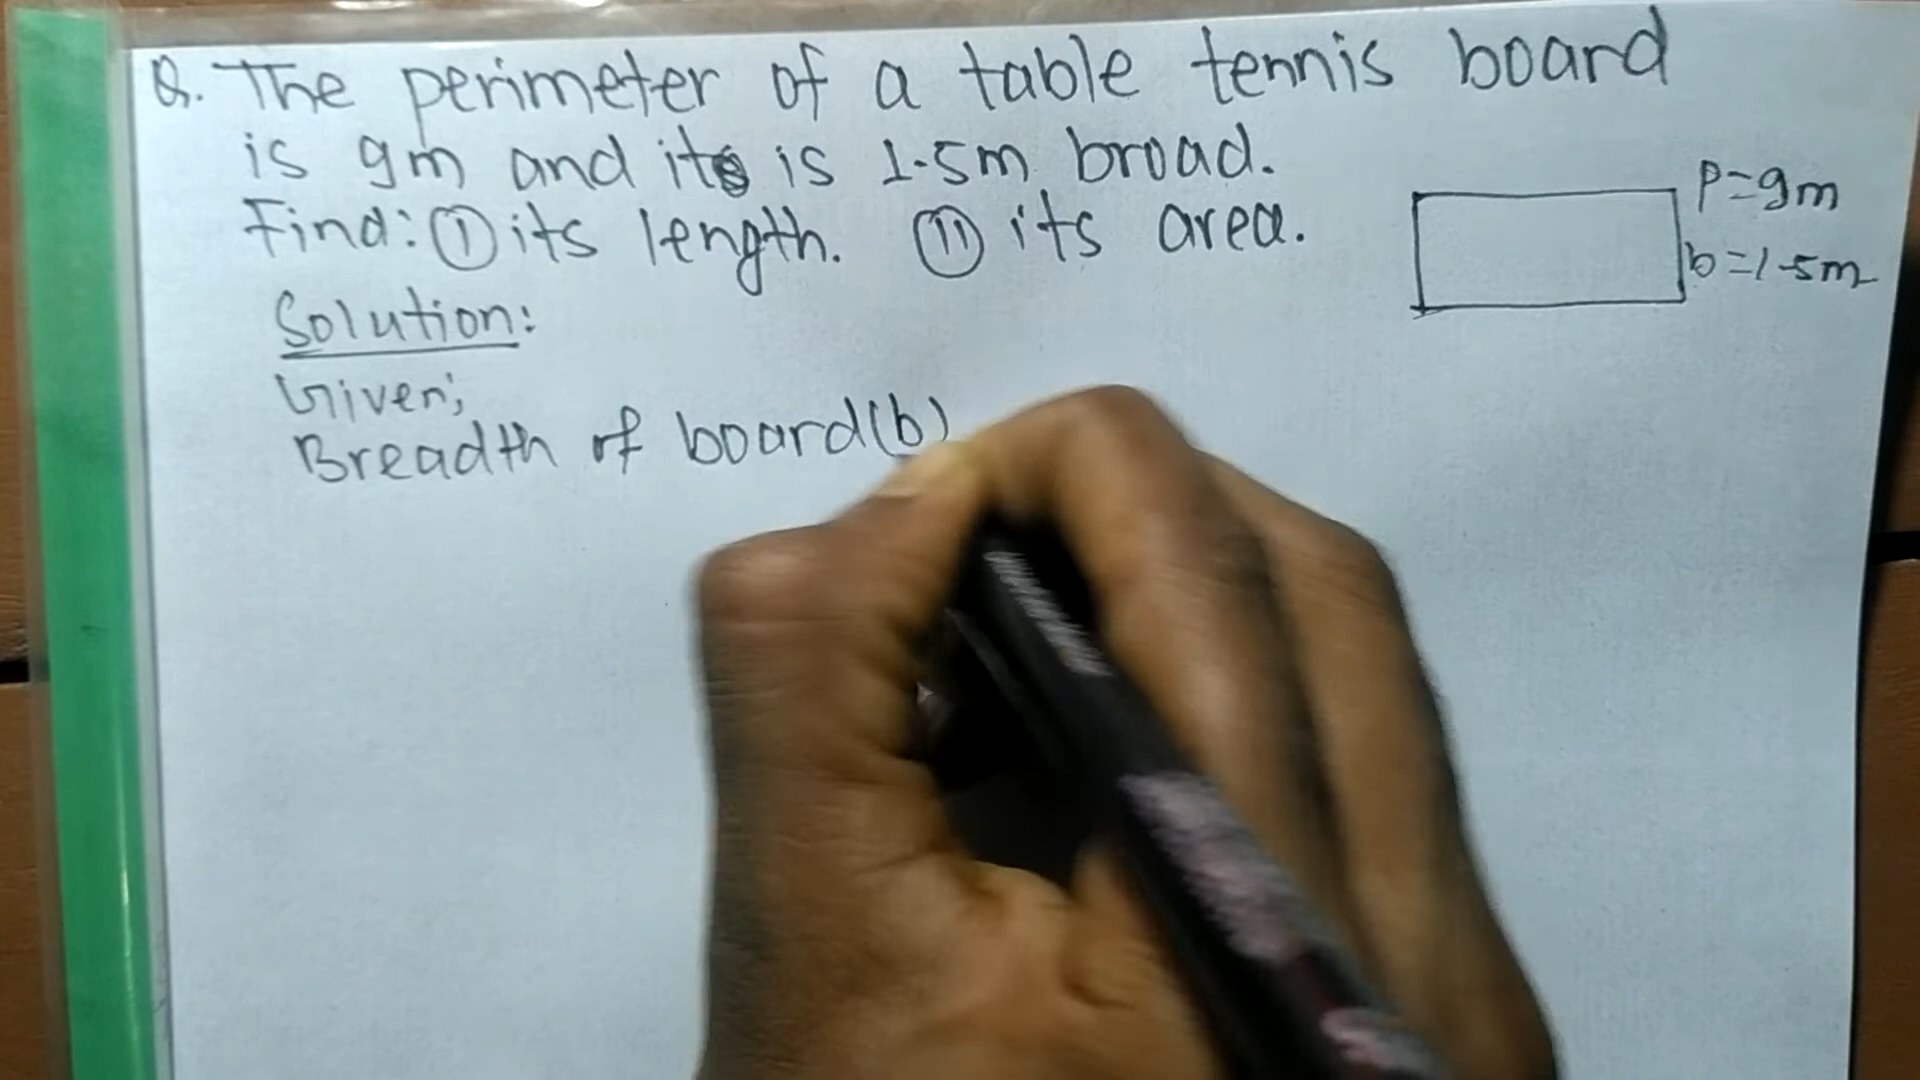 Q. The perimeter of a table tennis board
is 9m and its is 1.5m broad.
Find: (i) its length. (ii) its area.
P=9m
b=1.5m
Solution:
Given;
Breadth of board(b)